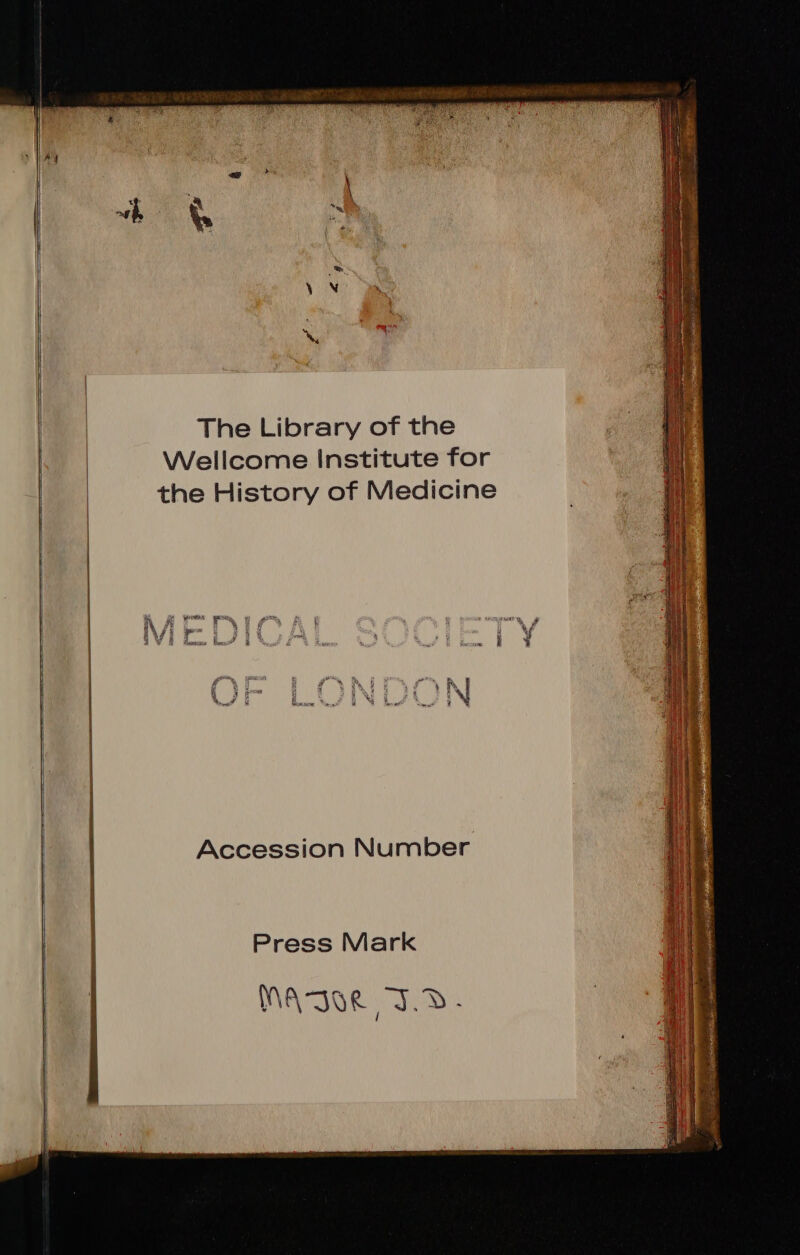 The Library of the
Wellcome Institute for
the History of Medicine
MEDICAL SOCIETY
OF LONDON
Accession Number
Press Mark
MAJOR, J.D.